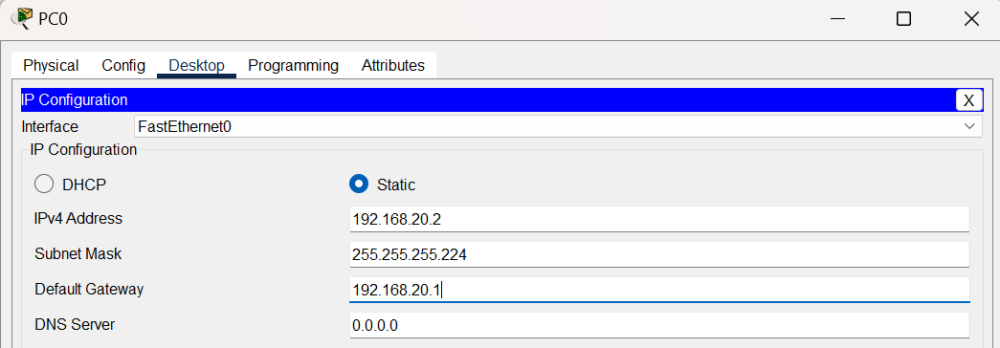 PC0
Physical Config Desktop Programming Attributes
IP Configuration X
Interface FastEthernet0
IP Configuration
DHCP Static
IPv4 Address 192.168.20.2
Subnet Mask 255.255.255.224
Default Gateway 192.168.20.1
DNS Server 0.0.0.0